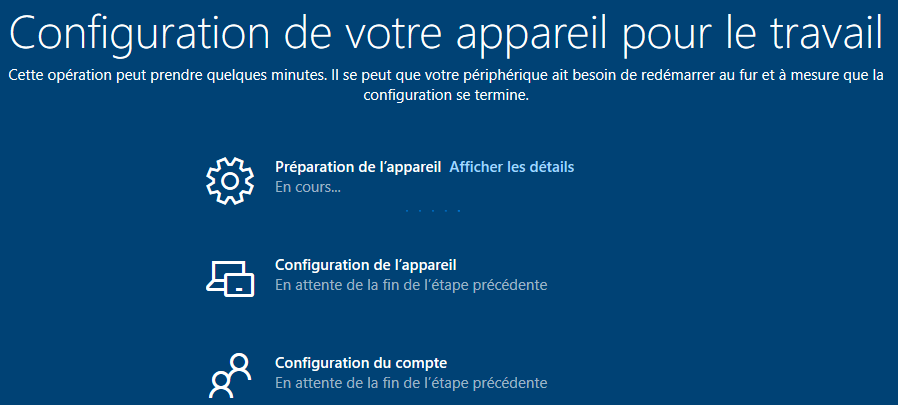 Configuration de votre appareil pour le travail
Cette opération peut prendre quelques minutes. Il se peut que votre périphérique ait besoin de redémarrer au fur et à mesure que la
configuration se termine.
Préparation de l’appareil Afficher les détails
En cours...
Configuration de l’appareil
En attente de la fin de l’étape précédente
Configuration du compte
En attente de la fin de l’étape précédente